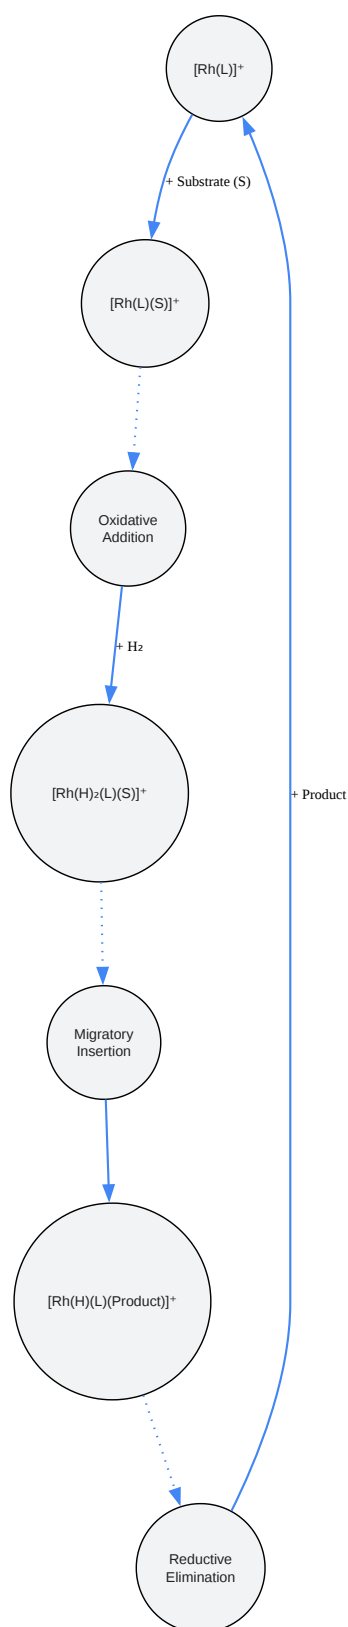 [Rh(L)]⁺
+ Substrate (S)
[Rh(L)(S)]⁺
Oxidative
Addition
+ H₂
[Rh(H)₂(L)(S)]⁺
+ Product
Migratory
Insertion
[Rh(H)(L)(Product)]⁺
Reductive
Elimination